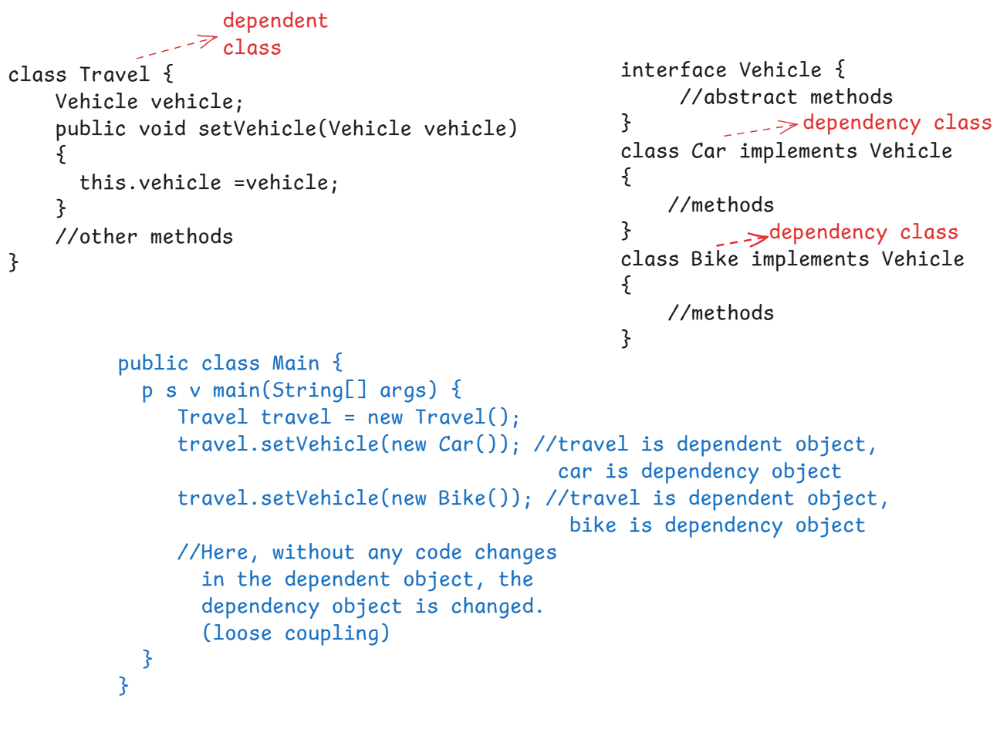 dependent
class
class Travel {
Vehicle vehicle;
public void setVehicle(Vehicle vehicle)
{
this.vehicle =vehicle;
}
//other methods
}
interface Vehicle {
//abstract methods
}
dependency class
class Car implements Vehicle
{
//methods
}
dependency class
class Bike implements Vehicle
{
//methods
}
public class Main {
p s v main(String[] args) {
Travel travel = new Travel();
travel.setVehicle(new Car()); //travel is dependent object,
car is dependency object
travel.setVehicle(new Bike()); //travel is dependent object,
bike is dependency object
//Here, without any code changes
in the dependent object, the
dependency object is changed.
(loose coupling)
}
}